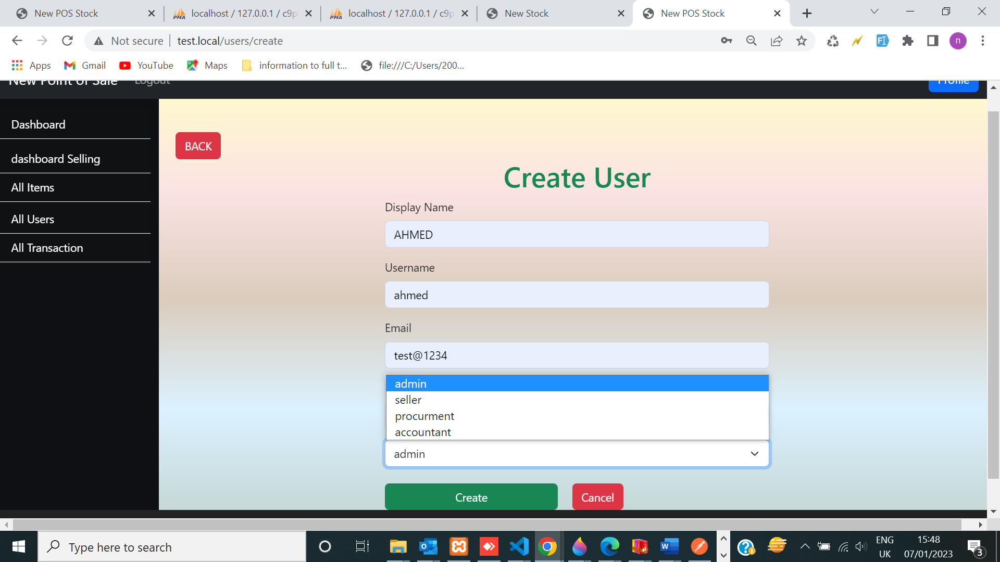 New POS Stock
localhost / 127.0.0.1 / c9p
localhost / 127.0.0.1 / c9p
New Stock
New POS Stock
Not secure
test.local/users/create
n
Apps
Gmail
YouTube
Maps
information to full t...
file:///C:/Users/200...
New Point of Sale
Logout
Profile
Dashboard
dashboard Selling
All Items
All Users
All Transaction
BACK
Create User
Display Name
AHMED
Username
ahmed
Email
test@1234
admin
seller
procurment
accountant
admin
Create
Cancel
Type here to search
ENG
UK
15:48
07/01/2023
3